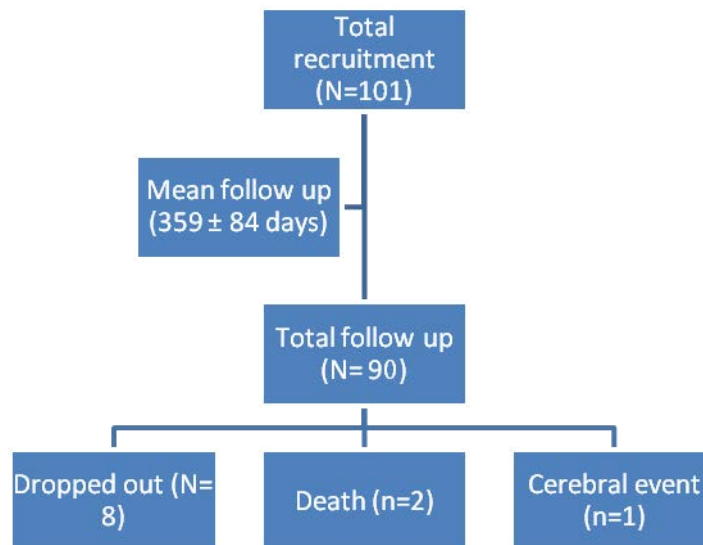 Total
recruitment
(N=101)
Mean follow up
(359 ± 84 days)
Total follow up
(N= 90)
Dropped out (N=
8)
Death (n=2)
Cerebral event
(n=1)